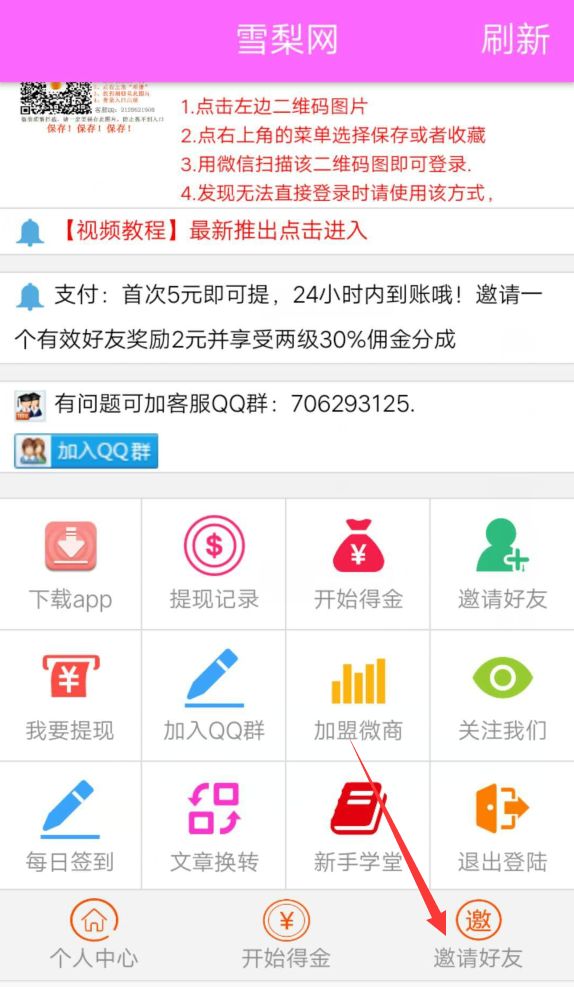 雪梨网
刷新
保存！保存！保存！
1.点击左边二维码图片
2.点右上角的菜单选择保存或者收藏
3.用微信扫描该二维码图即可登录.
4.发现无法直接登录时请使用该方式，
【视频教程】最新推出点击进入
支付：首次5元即可提，24小时内到账哦！邀请一
个有效好友奖励2元并享受两级30%佣金分成
有问题可加客服QQ群：706293125.
加入QQ群
下载app
提现记录
开始得金
邀请好友
我要提现
加入QQ群
加盟微商
关注我们
每日签到
文章换转
新手学堂
退出登陆
邀
个人中心
开始得金
邀请好友